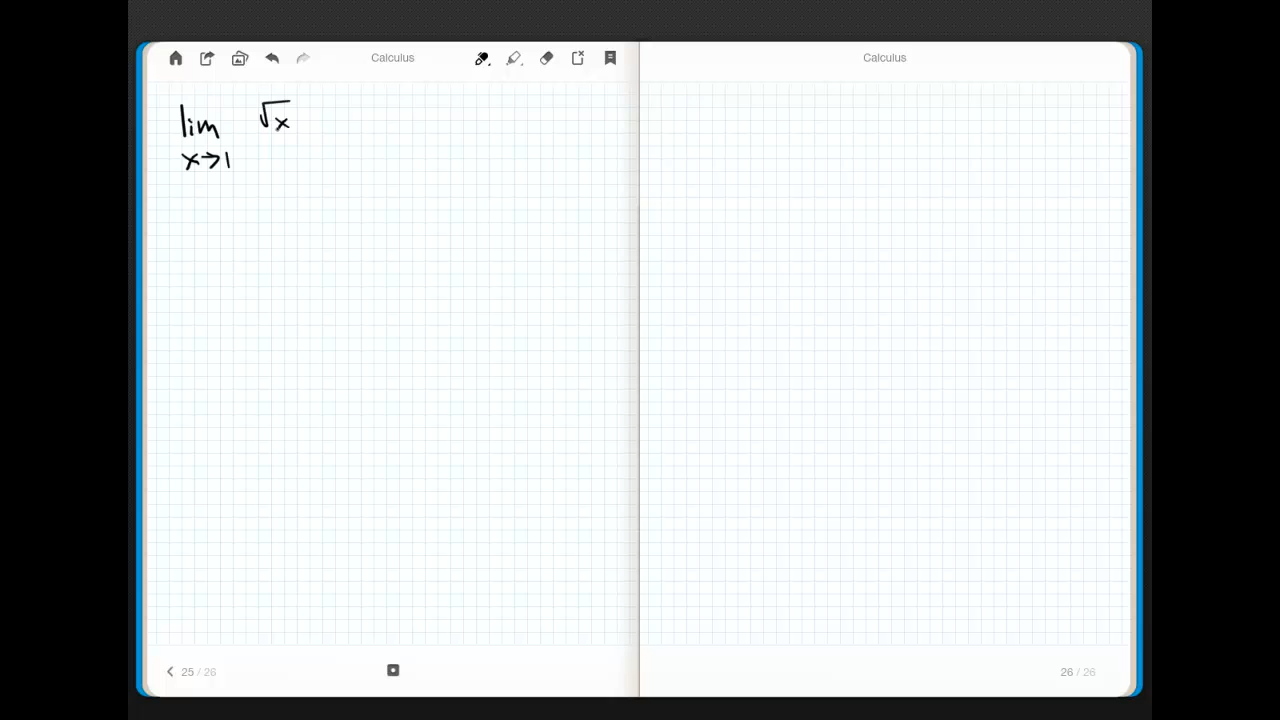 Calculus
Calculus
lim √x
x→1
25 / 26
26 / 26